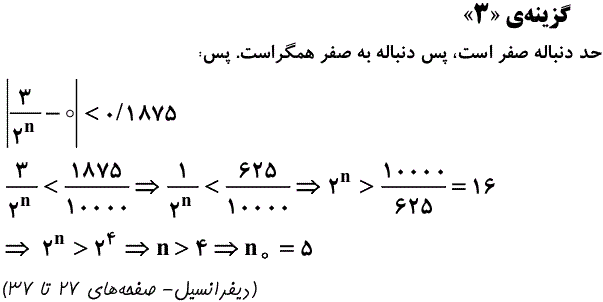 گزینه‌ی «۳»
حد دنباله صفر است، پس دنباله به صفر همگراست. پس:
|۳/۲ⁿ − ۰| < ۰/۱۸۷۵
۳/۲ⁿ < ۱۸۷۵/۱۰۰۰۰ ⇒ ۱/۲ⁿ < ۶۲۵/۱۰۰۰۰ ⇒ ۲ⁿ > ۱۰۰۰۰/۶۲۵ = ۱۶
⇒ ۲ⁿ > ۲⁴ ⇒ n > ۴ ⇒ n₀ = ۵
(دیفرانسیل – صفحه‌های ۲۷ تا ۳۷)